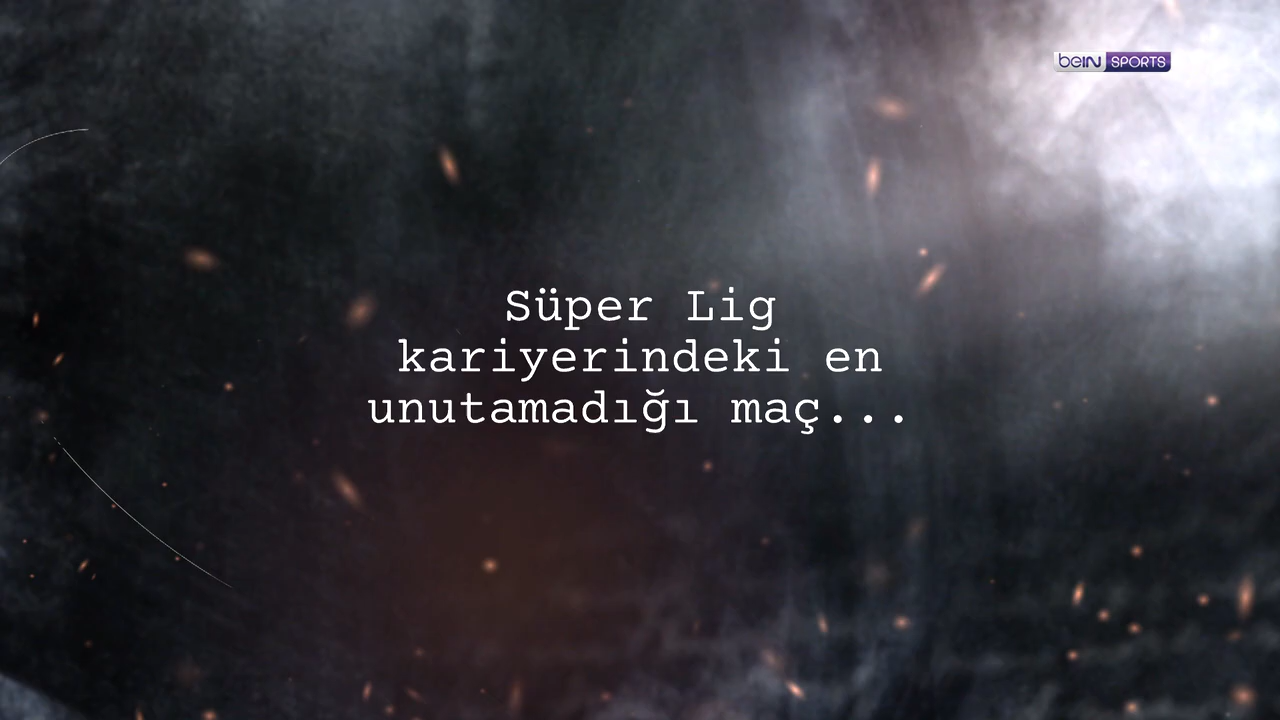 beIN SPORTS
Süper Lig
kariyerindeki en
unutamadığı maç...